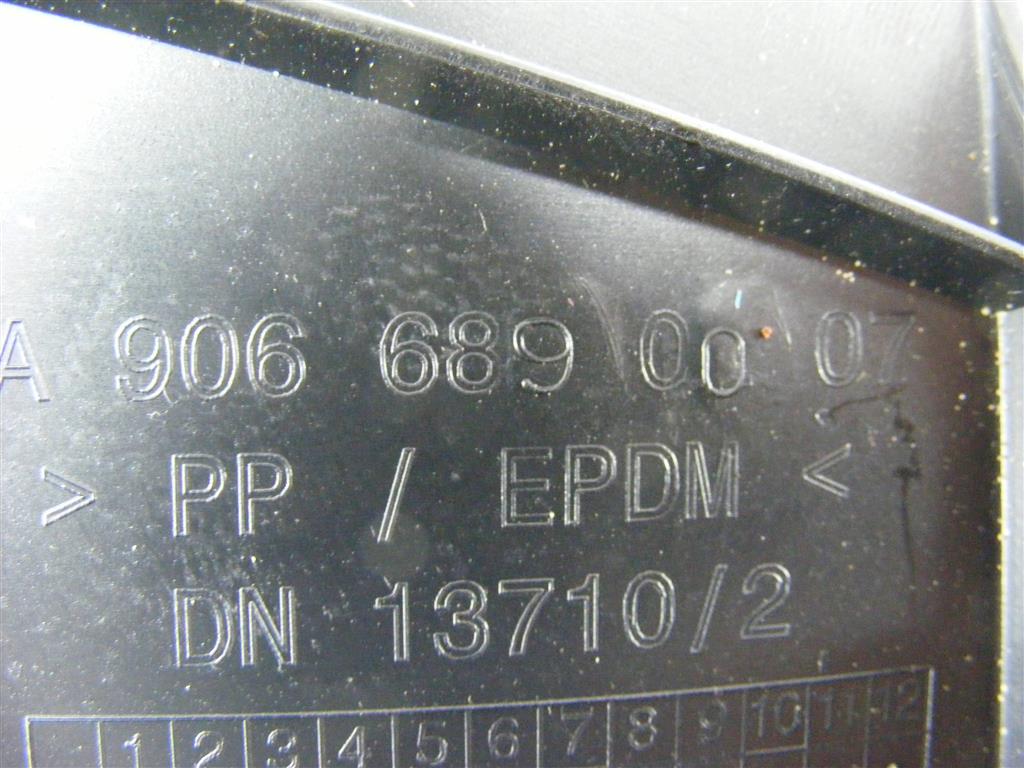 A 906 689 00 07
> PP / EPDM <
DN 13710/2
1 2 3 4 5 6 7 8 9 10 11 12